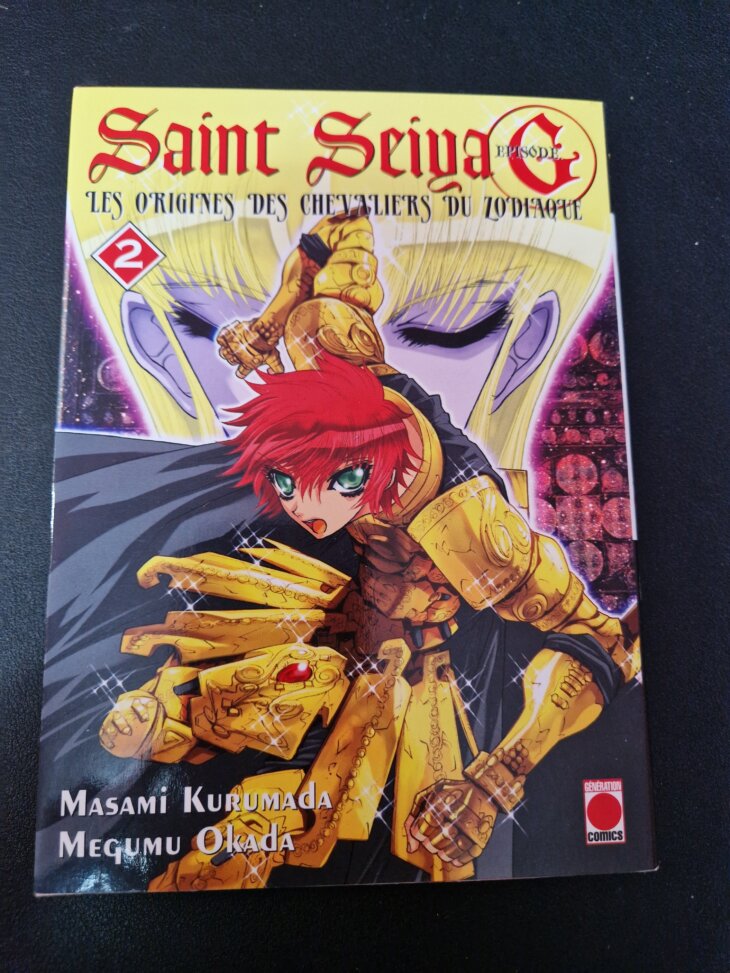 Saint Seiya EPISODE. G
LES ORIGINES DES CHEVALIERS DU ZODIAQUE
2
MASAMI KURUMADA
MEGUMU OKADA
GÉNÉRATION
COMICS